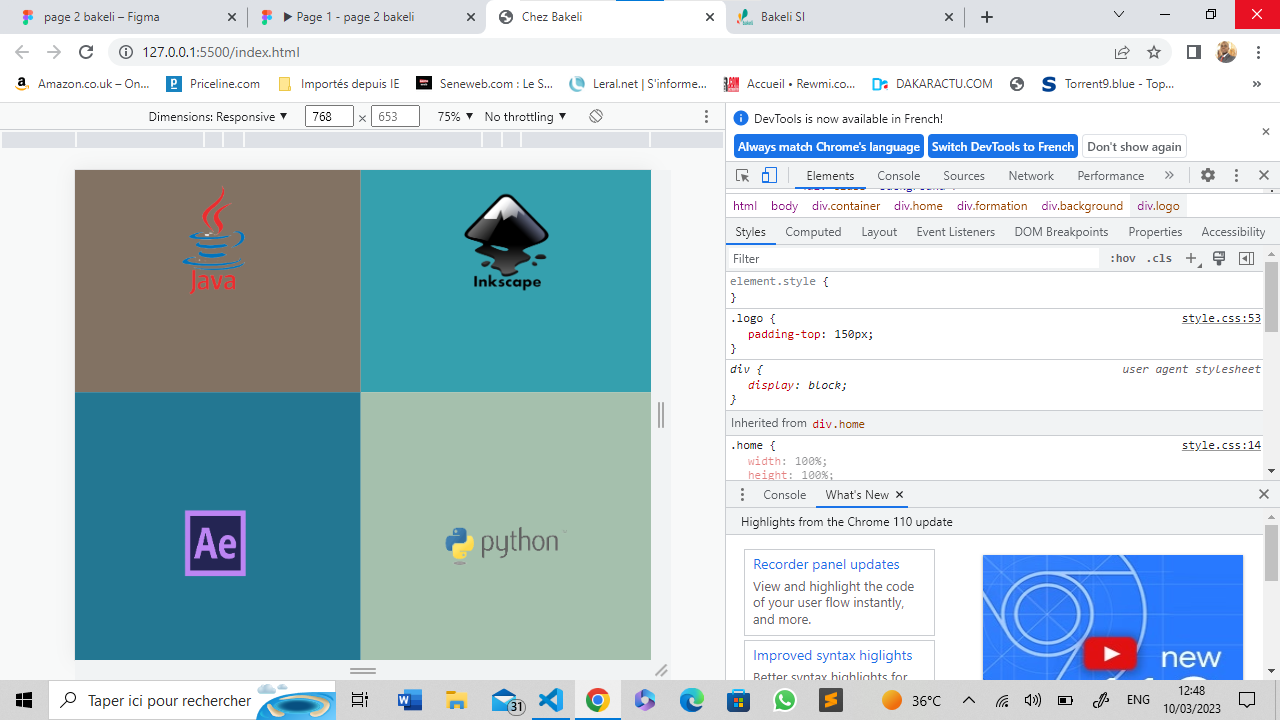 page 2 bakeli – Figma
▶ Page 1 - page 2 bakeli
Chez Bakeli
Bakeli SI
127.0.0.1:5500/index.html
Amazon.co.uk – On...
Priceline.com
Importés depuis IE
Seneweb.com : Le S...
Leral.net | S'informe...
Accueil • Rewmi.co...
DAKARACTU.COM
Torrent9.blue - Top...
»
Dimensions: Responsive ▼ 768 × 653 75% ▼ No throttling ▼
DevTools is now available in French!
Always match Chrome's language
Switch DevTools to French
Don't show again
Elements
Console
Sources
Network
Performance
»
html body div.container div.home div.formation div.background div.logo
Styles
Computed
Layout
Event Listeners
DOM Breakpoints
Properties
Accessibility
Filter
:hov .cls
element.style {
}
.logo {
style.css:53
padding-top: 150px;
}
div {
user agent stylesheet
display: block;
}
Inherited from div.home
.home {
style.css:14
width: 100%;
height: 100%;
Console
What's New
Highlights from the Chrome 110 update
Recorder panel updates
View and highlight the code
of your user flow instantly,
and more.
Improved syntax higlights
Better syntax highlights for
new
Java
Inkscape
Ae
python
Taper ici pour rechercher
31
36°C
ENG
12:48
10/03/2023